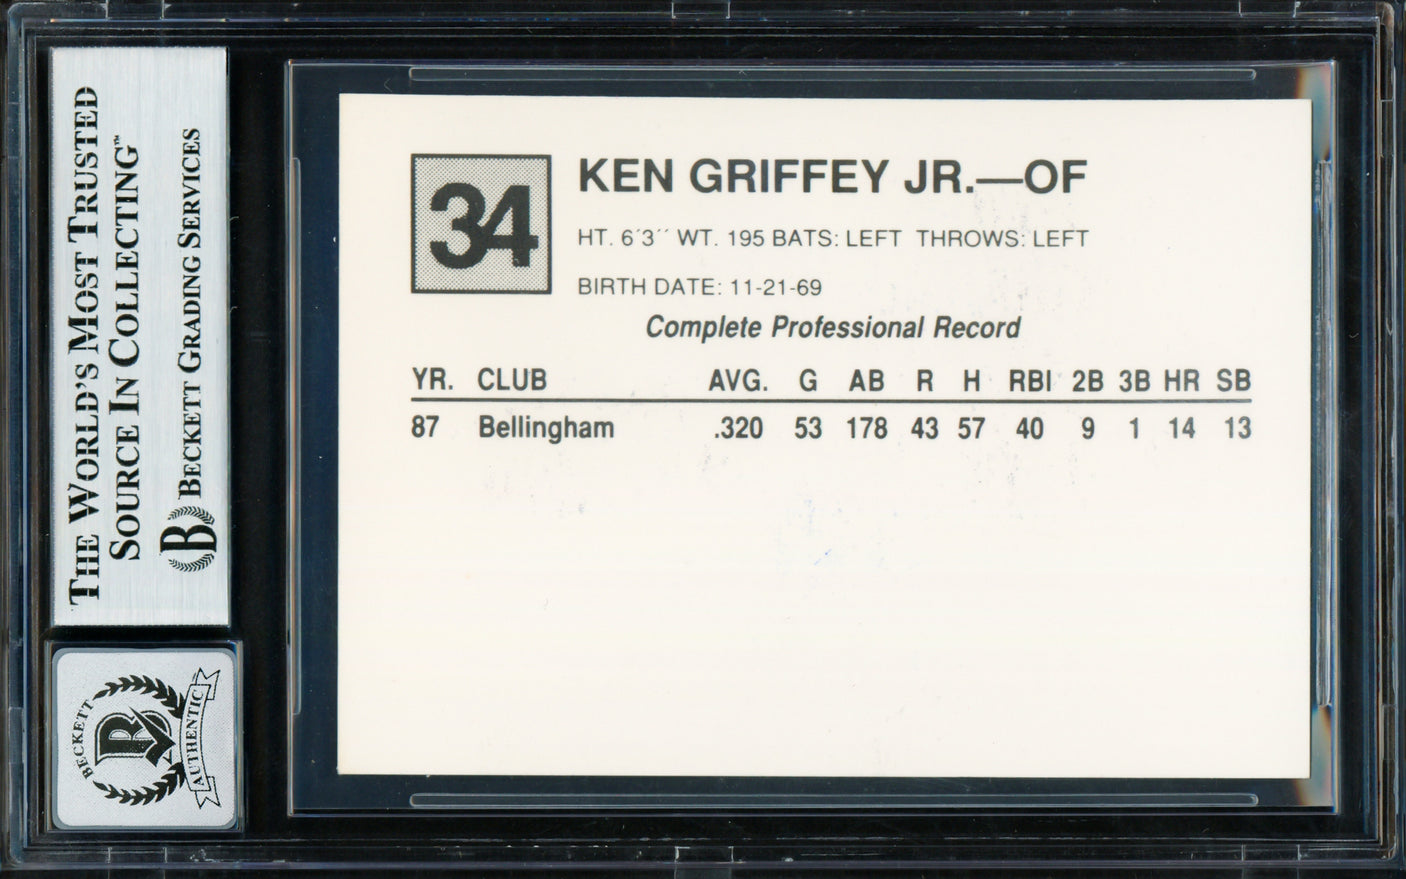 THE WORLD'S MOST TRUSTED
SOURCE IN COLLECTING™
B BECKETT GRADING SERVICES
BECKETT
B
AUTHENTIC
34
KEN GRIFFEY JR.—OF
HT. 6'3'' WT. 195 BATS: LEFT THROWS: LEFT
BIRTH DATE: 11-21-69
Complete Professional Record
YR. CLUB AVG. G AB R H RBI 2B 3B HR SB
87 Bellingham .320 53 178 43 57 40 9 1 14 13